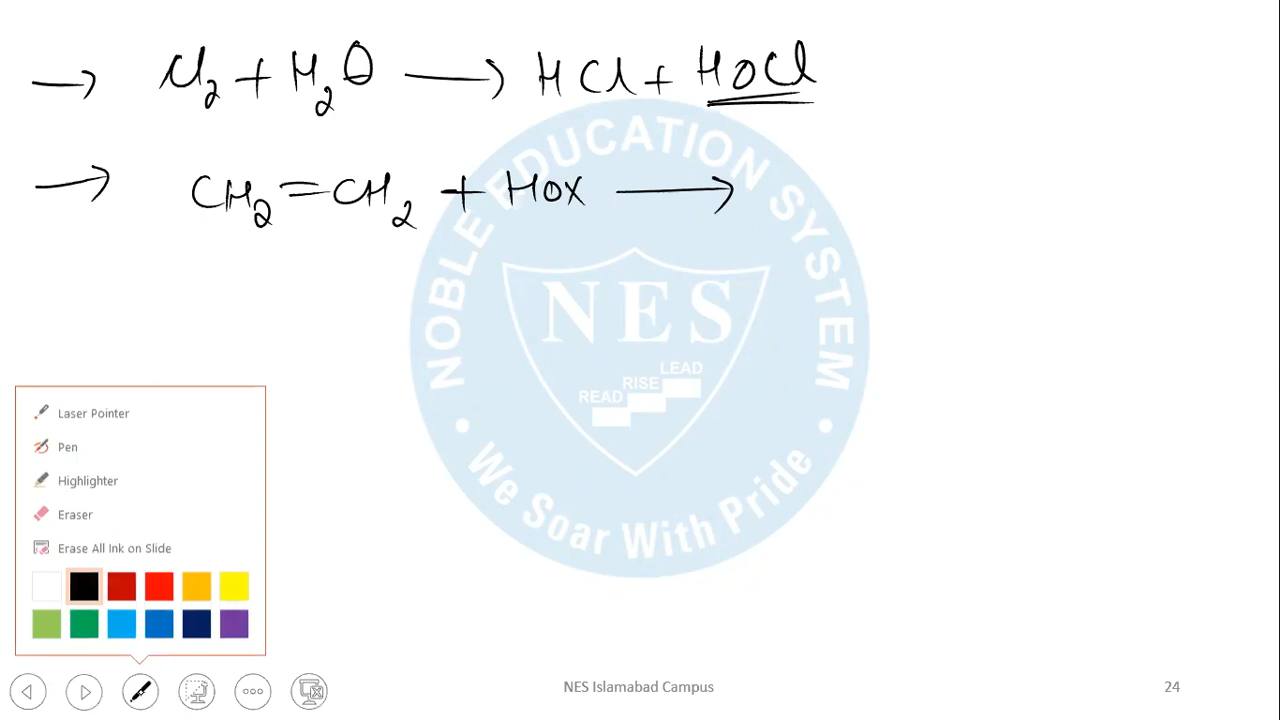 → Cl₂ + H₂O → HCl + HOCl
→ CH₂ = CH₂ + HOX →
NOBLE EDUCATION SYSTEM
NES
LEAD
RISE
READ
• We Soar With Pride •
Laser Pointer
Pen
Highlighter
Eraser
Erase All Ink on Slide
NES Islamabad Campus
24